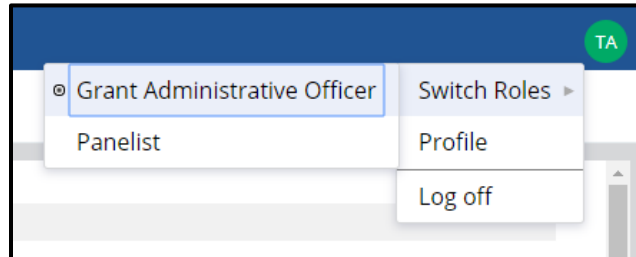 TA
Grant Administrative Officer
Switch Roles
Panelist
Profile
Log off